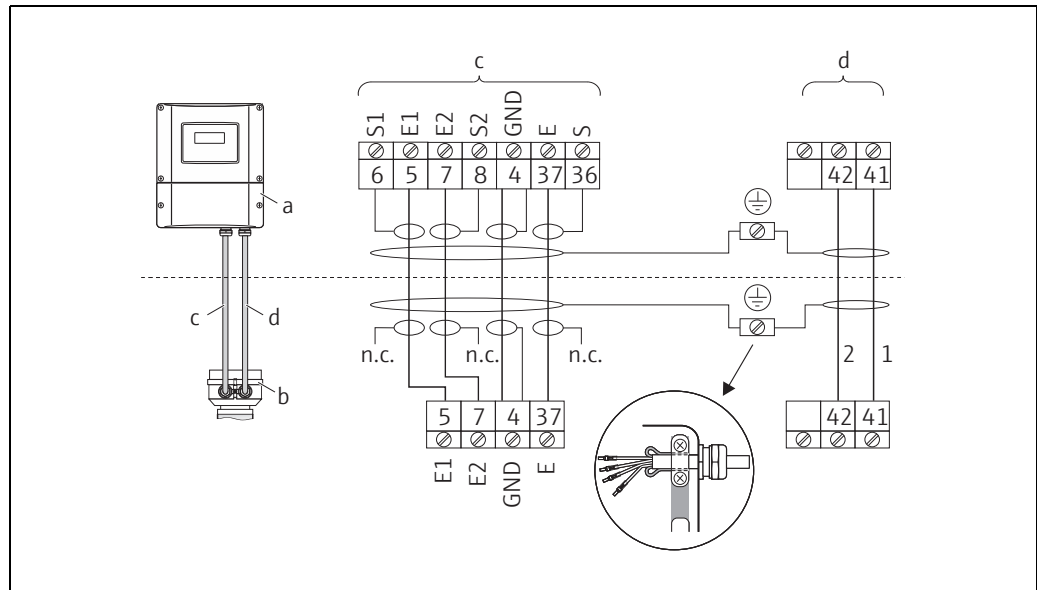 c
d
S1 E1 E2 S2 GND E S
6 5 7 8 4 37 36
42 41
a
c
d
n.c. n.c. n.c.
2 1
b
5 7 4 37
42 41
E1 E2 GND E